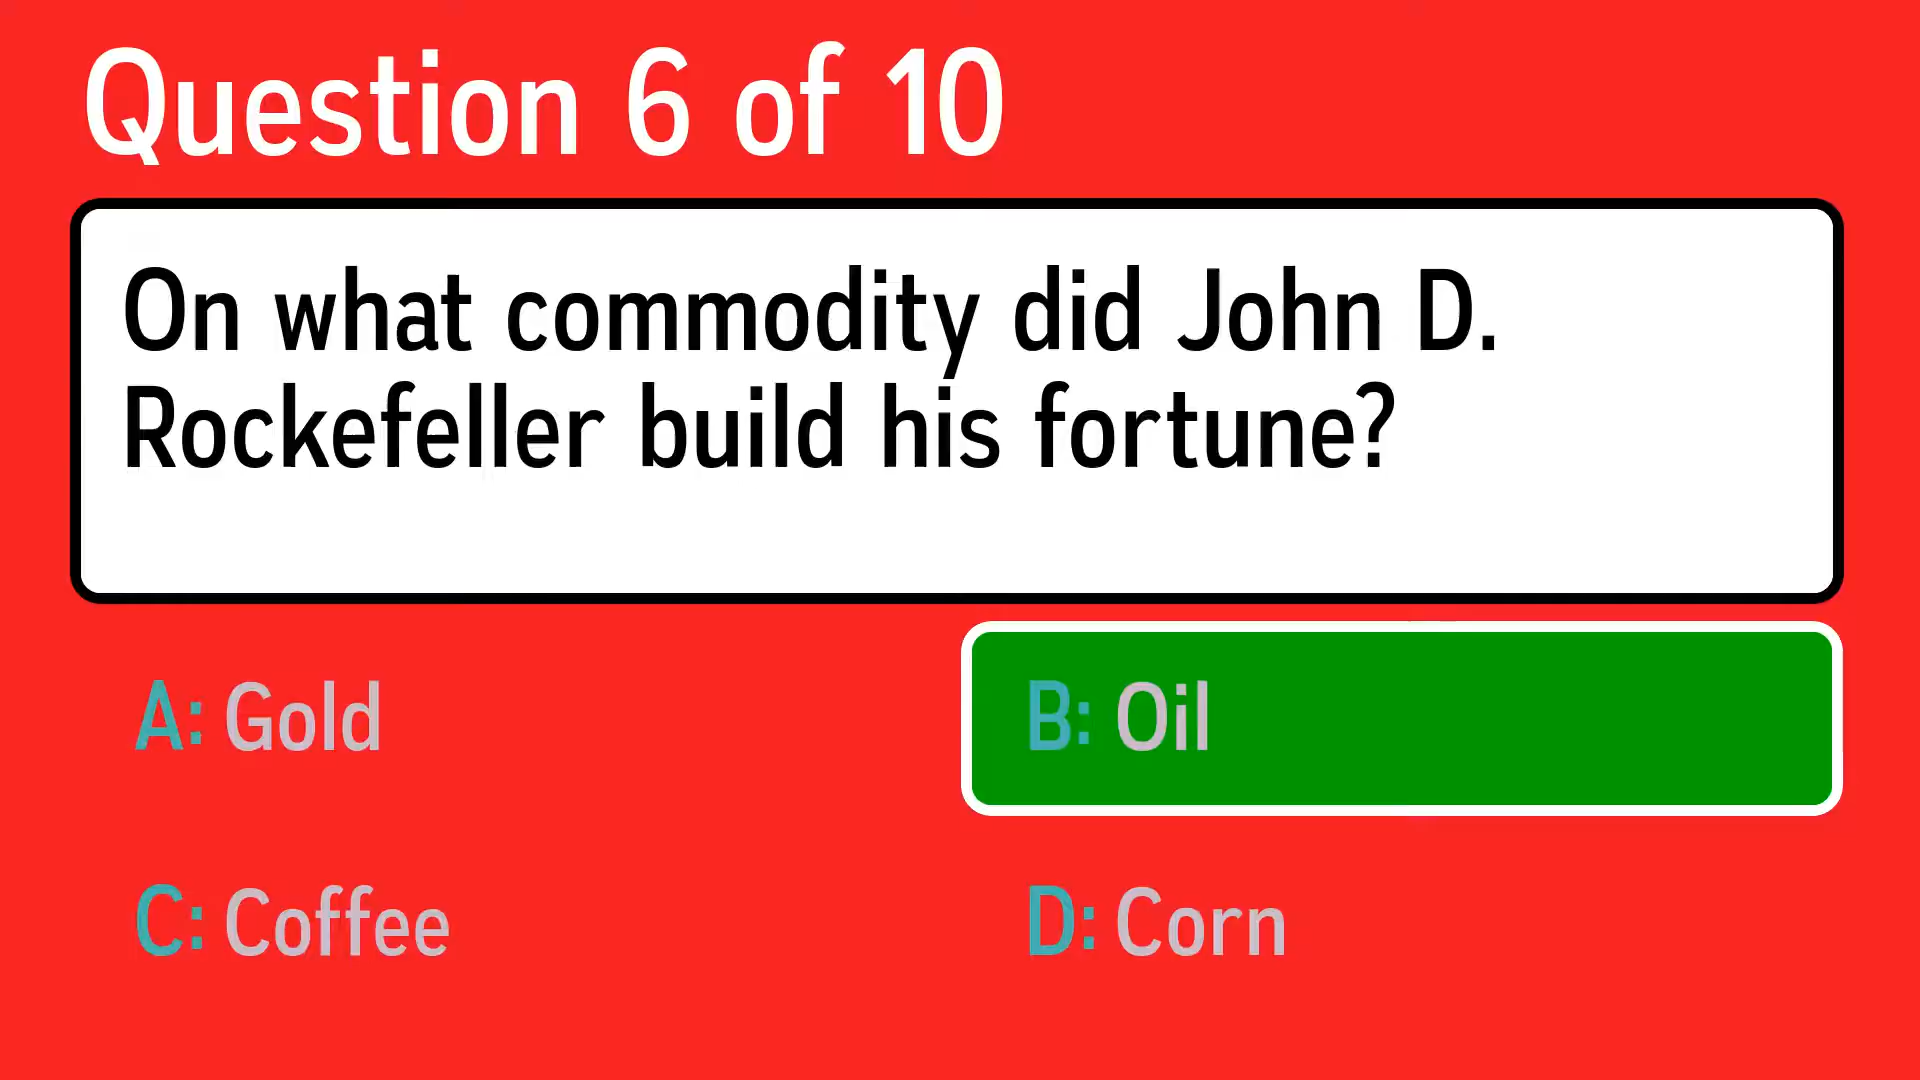 Question 6 of 10
On what commodity did John D.
Rockefeller build his fortune?
A: Gold
B: Oil
C: Coffee
D: Corn